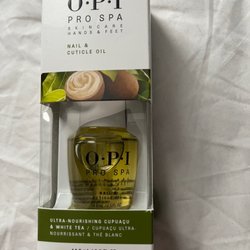 O·P·I
PRO SPA
SKINCARE
HANDS & FEET
NAIL &
CUTICLE OIL
O·P·I
PRO SPA
ULTRA-NOURISHING CUPUAÇU
& WHITE TEA / CUPUAÇU ULTRA-
NOURRISSANT & THÉ BLANC